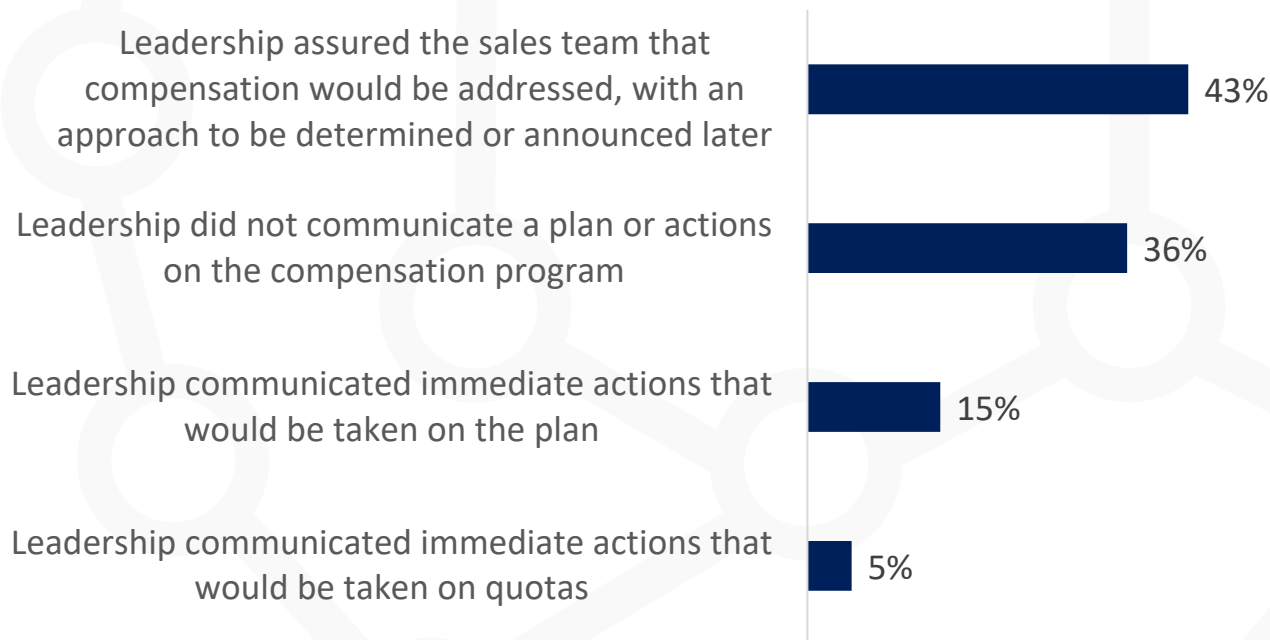 Leadership assured the sales team that
compensation would be addressed, with an
approach to be determined or announced later
43%
Leadership did not communicate a plan or actions
on the compensation program
36%
Leadership communicated immediate actions that
would be taken on the plan
15%
Leadership communicated immediate actions that
would be taken on quotas
5%